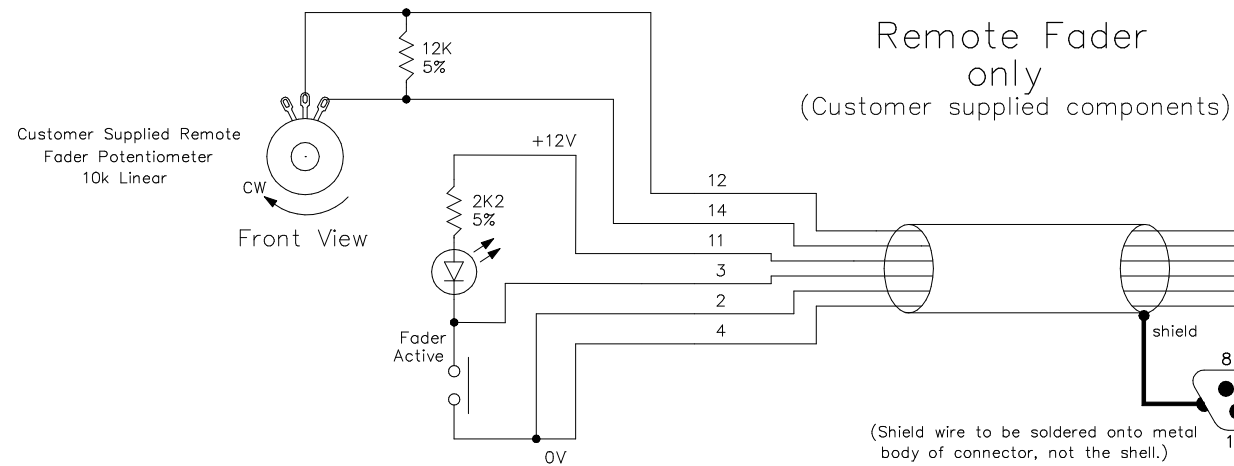 Remote Fader
only
(Customer supplied components)
12K
5%
Customer Supplied Remote
Fader Potentiometer
10k Linear
CW
Front View
+12V
2K2
5%
12
14
11
3
2
4
Fader
Active
0V
shield
8
1
(Shield wire to be soldered onto metal
body of connector, not the shell.)